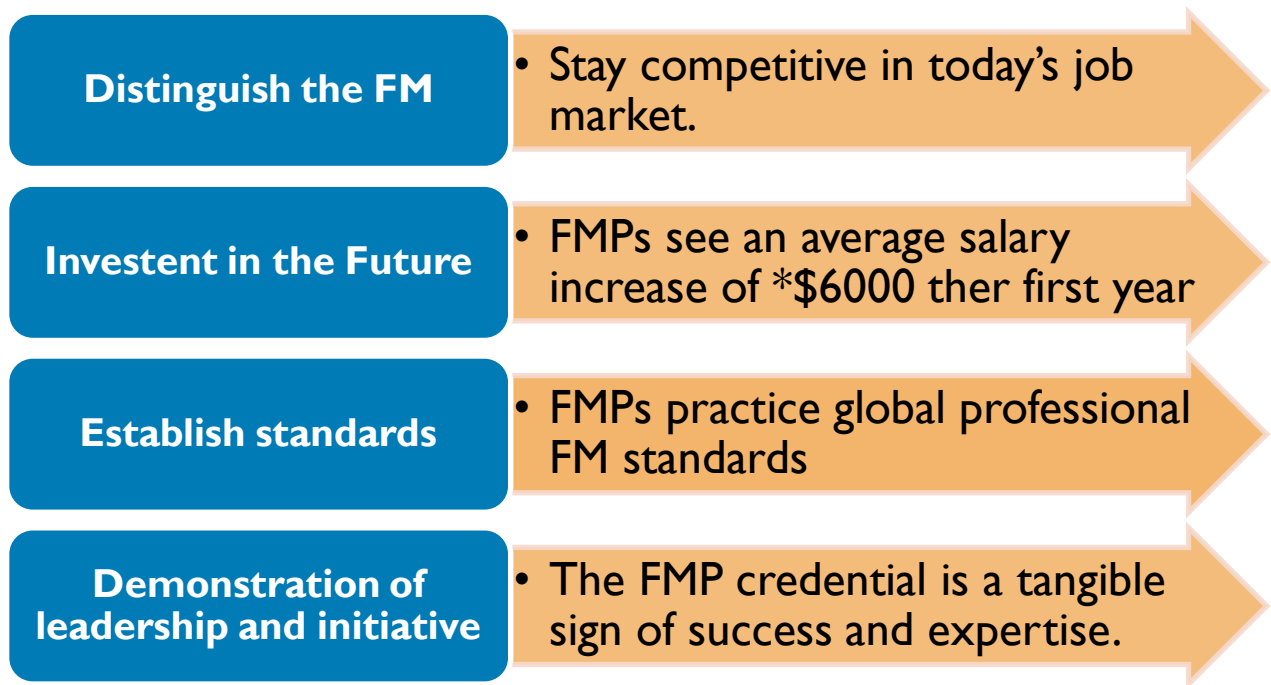 Distinguish the FM
• Stay competitive in today’s job
market.
Investent in the Future
• FMPs see an average salary
increase of *$6000 ther first year
Establish standards
• FMPs practice global professional
FM standards
Demonstration of
leadership and initiative
• The FMP credential is a tangible
sign of success and expertise.